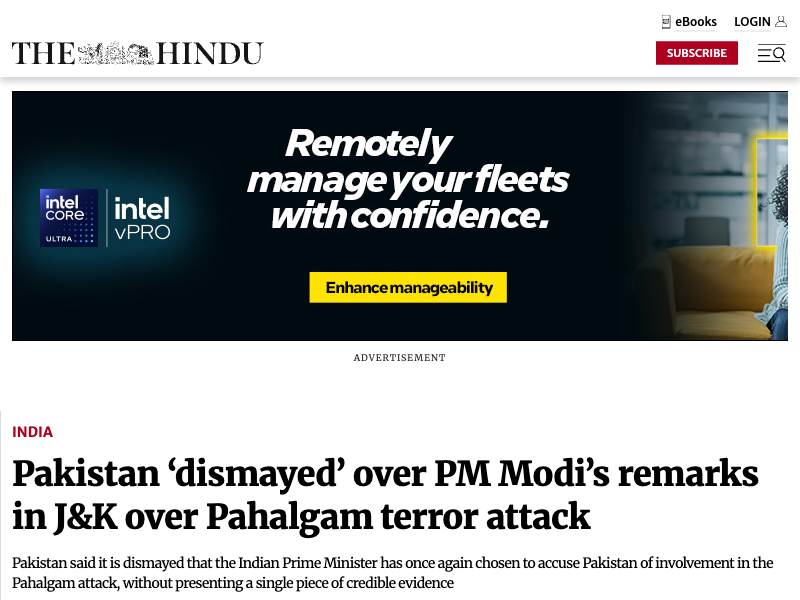 eBooks LOGIN
THE HINDU
SUBSCRIBE
Remotely
manage your fleets
with confidence.
intel
CORE
ULTRA
intel
vPRO
Enhance manageability
ADVERTISEMENT
INDIA
Pakistan ‘dismayed’ over PM Modi’s remarks
in J&K over Pahalgam terror attack
Pakistan said it is dismayed that the Indian Prime Minister has once again chosen to accuse Pakistan of involvement in the
Pahalgam attack, without presenting a single piece of credible evidence